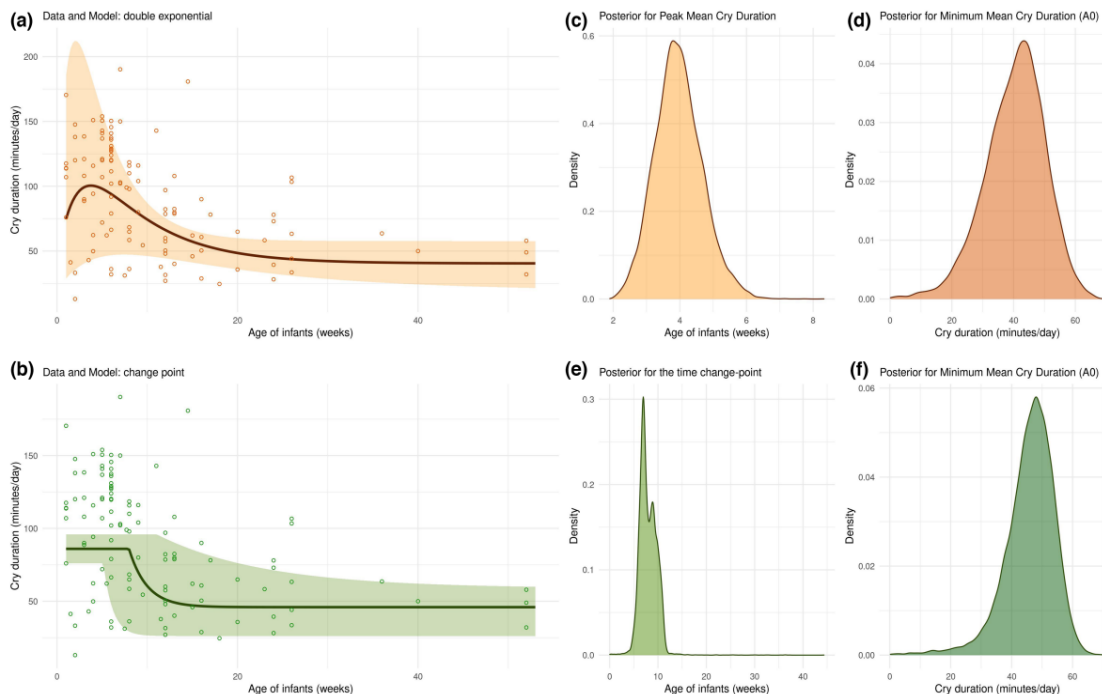 (a) Data and Model: double exponential
Cry duration (minutes/day)
200
150
100
50
0 20 40
Age of infants (weeks)
(c) Posterior for Peak Mean Cry Duration
Density
0.6
0.4
0.2
0.0
2 4 6 8
Age of infants (weeks)
(d) Posterior for Minimum Mean Cry Duration (A0)
Density
0.04
0.03
0.02
0.01
0.00
0 20 40 60
Cry duration (minutes/day)
(b) Data and Model: change point
Cry duration (minutes/day)
200
150
100
50
0 20 40
Age of infants (weeks)
(e) Posterior for the time change-point
Density
0.3
0.2
0.1
0.0
0 10 20 30 40
Age of infants (weeks)
(f) Posterior for Minimum Mean Cry Duration (A0)
Density
0.06
0.04
0.02
0.00
0 20 40 60
Cry duration (minutes/day)